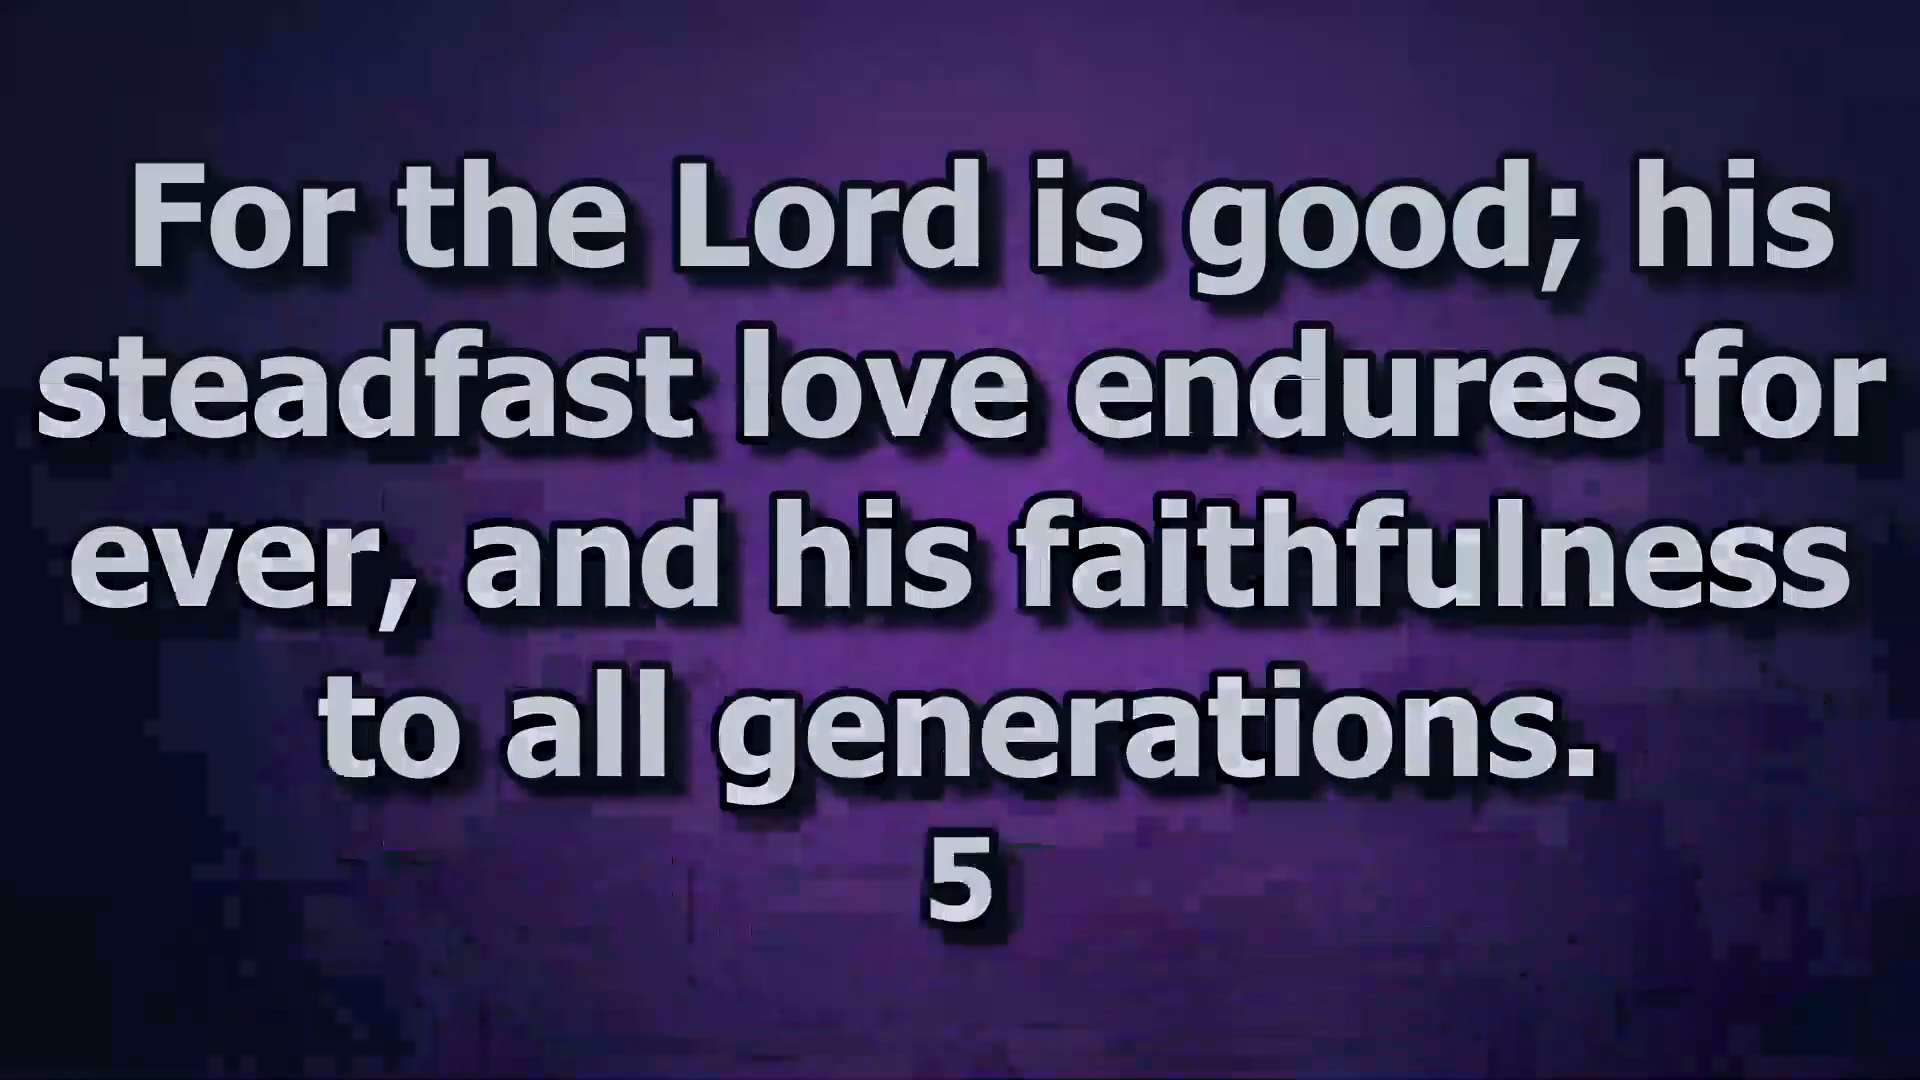 For the Lord is good; his
steadfast love endures for
ever, and his faithfulness
to all generations.
5